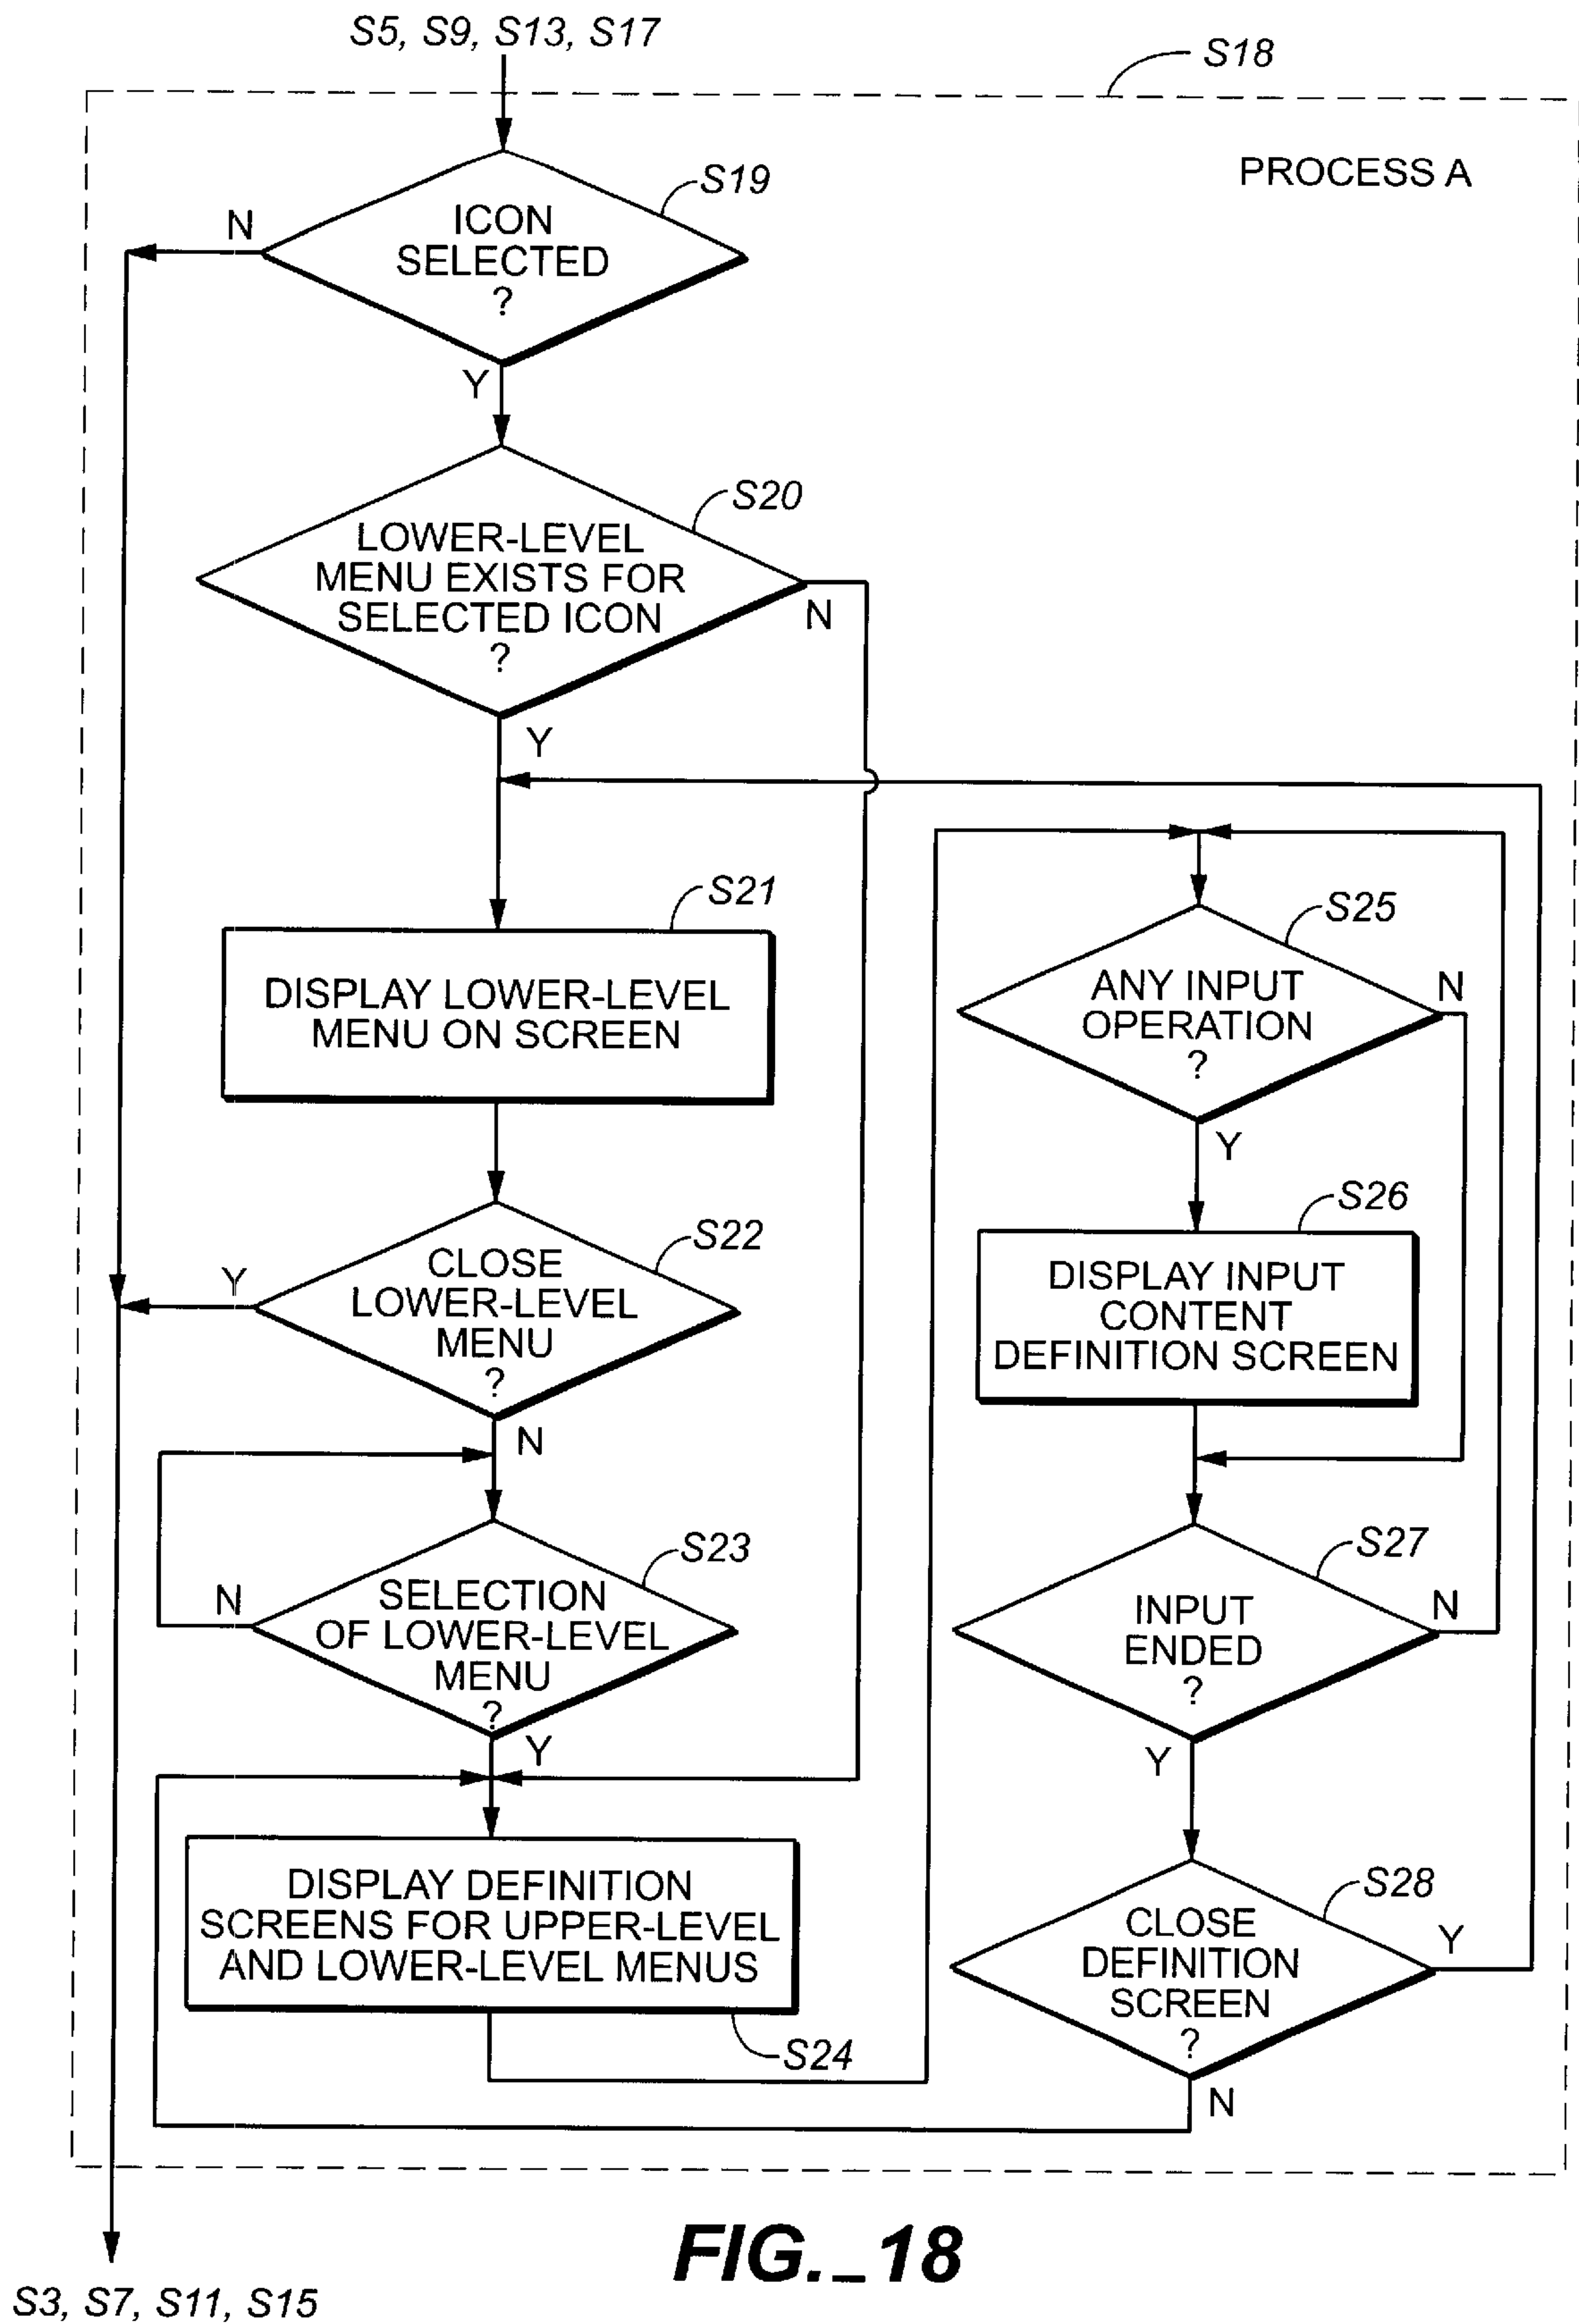 S5, S9, S13, S17
S18
PROCESS A
S19
N
ICON
SELECTED
?
Y
S20
LOWER-LEVEL
MENU EXISTS FOR
SELECTED ICON
?
N
Y
S21
DISPLAY LOWER-LEVEL
MENU ON SCREEN
S22
Y
CLOSE
LOWER-LEVEL
MENU
?
N
S23
N
SELECTION
OF LOWER-LEVEL
MENU
?
Y
DISPLAY DEFINITION
SCREENS FOR UPPER-LEVEL
AND LOWER-LEVEL MENUS
S24
S25
ANY INPUT
OPERATION
?
N
Y
S26
DISPLAY INPUT
CONTENT
DEFINITION SCREEN
S27
INPUT
ENDED
?
N
Y
S28
CLOSE
DEFINITION
SCREEN
?
Y
N
S3, S7, S11, S15
FIG._18